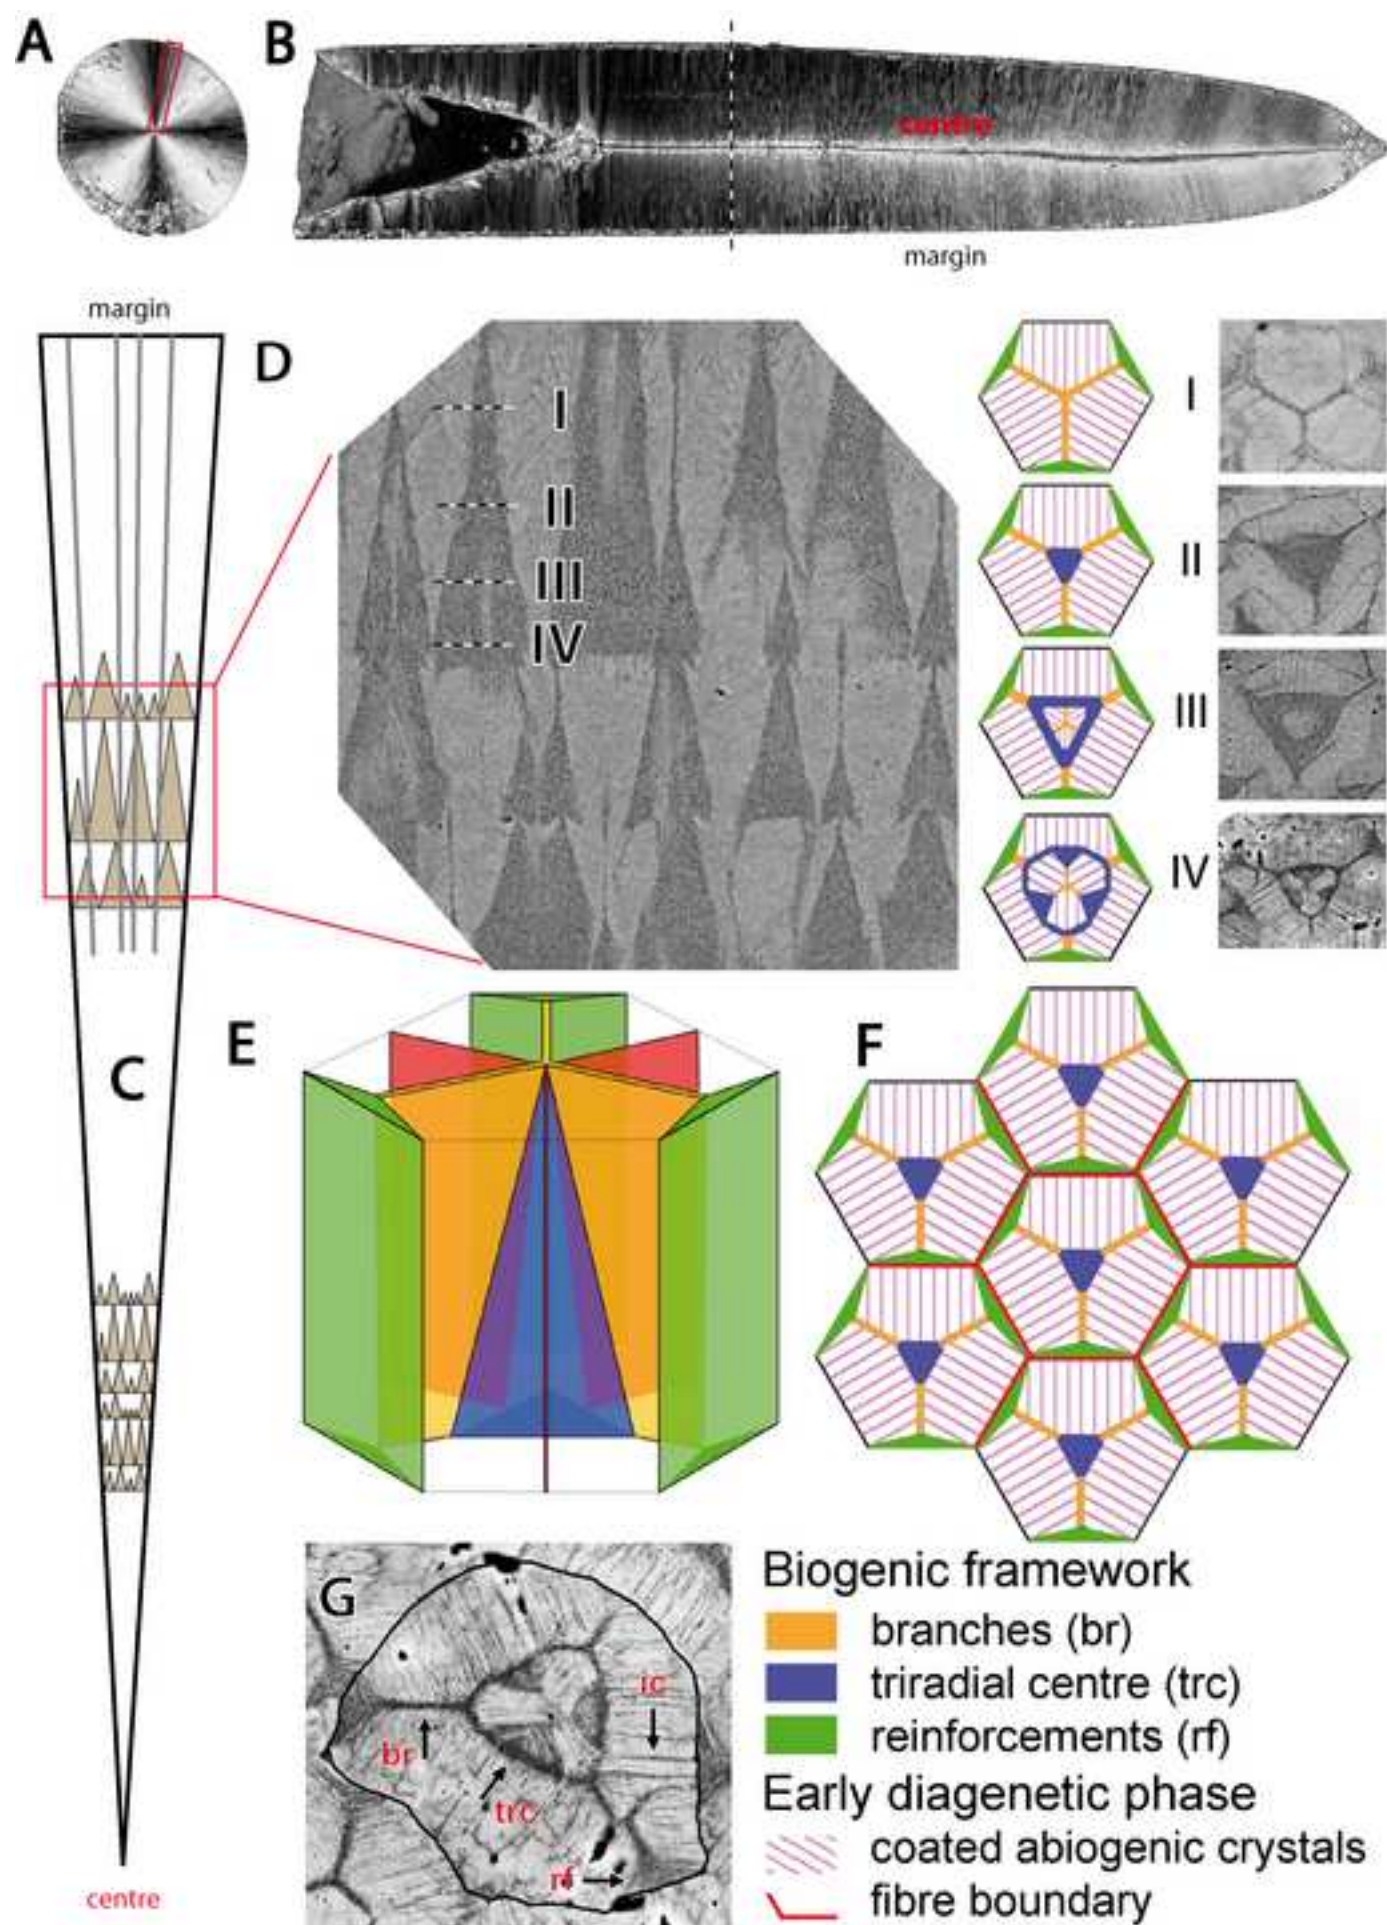 A
B
centre
margin
margin
D
I
II
III
IV
I
II
III
IV
C
E
F
centre
G
ic
br
trc
rf
Biogenic framework
branches (br)
triradial centre (trc)
reinforcements (rf)
Early diagenetic phase
coated abiogenic crystals
fibre boundary